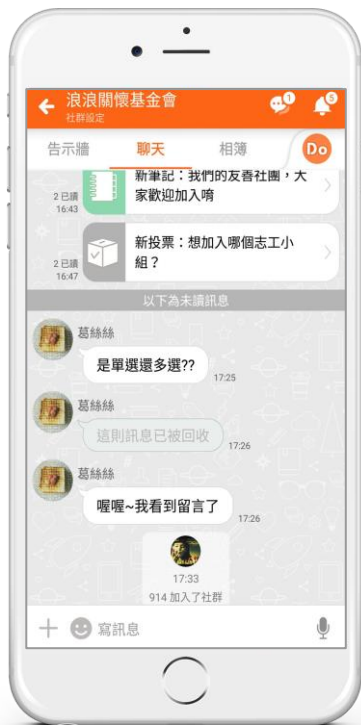 浪浪關懷基金會
社群設定
1
5
告示牆
聊天
相簿
Do
新筆記：我們的友善社團，大
家歡迎加入唷
2 已讀
16:43
新投票：想加入哪個志工小
組？
2 已讀
16:47
以下為未讀訊息
葛絲絲
是單選還多選??
17:25
葛絲絲
這則訊息已被回收
17:26
葛絲絲
喔喔~我看到留言了
17:26
17:33
914 加入了社群
寫訊息